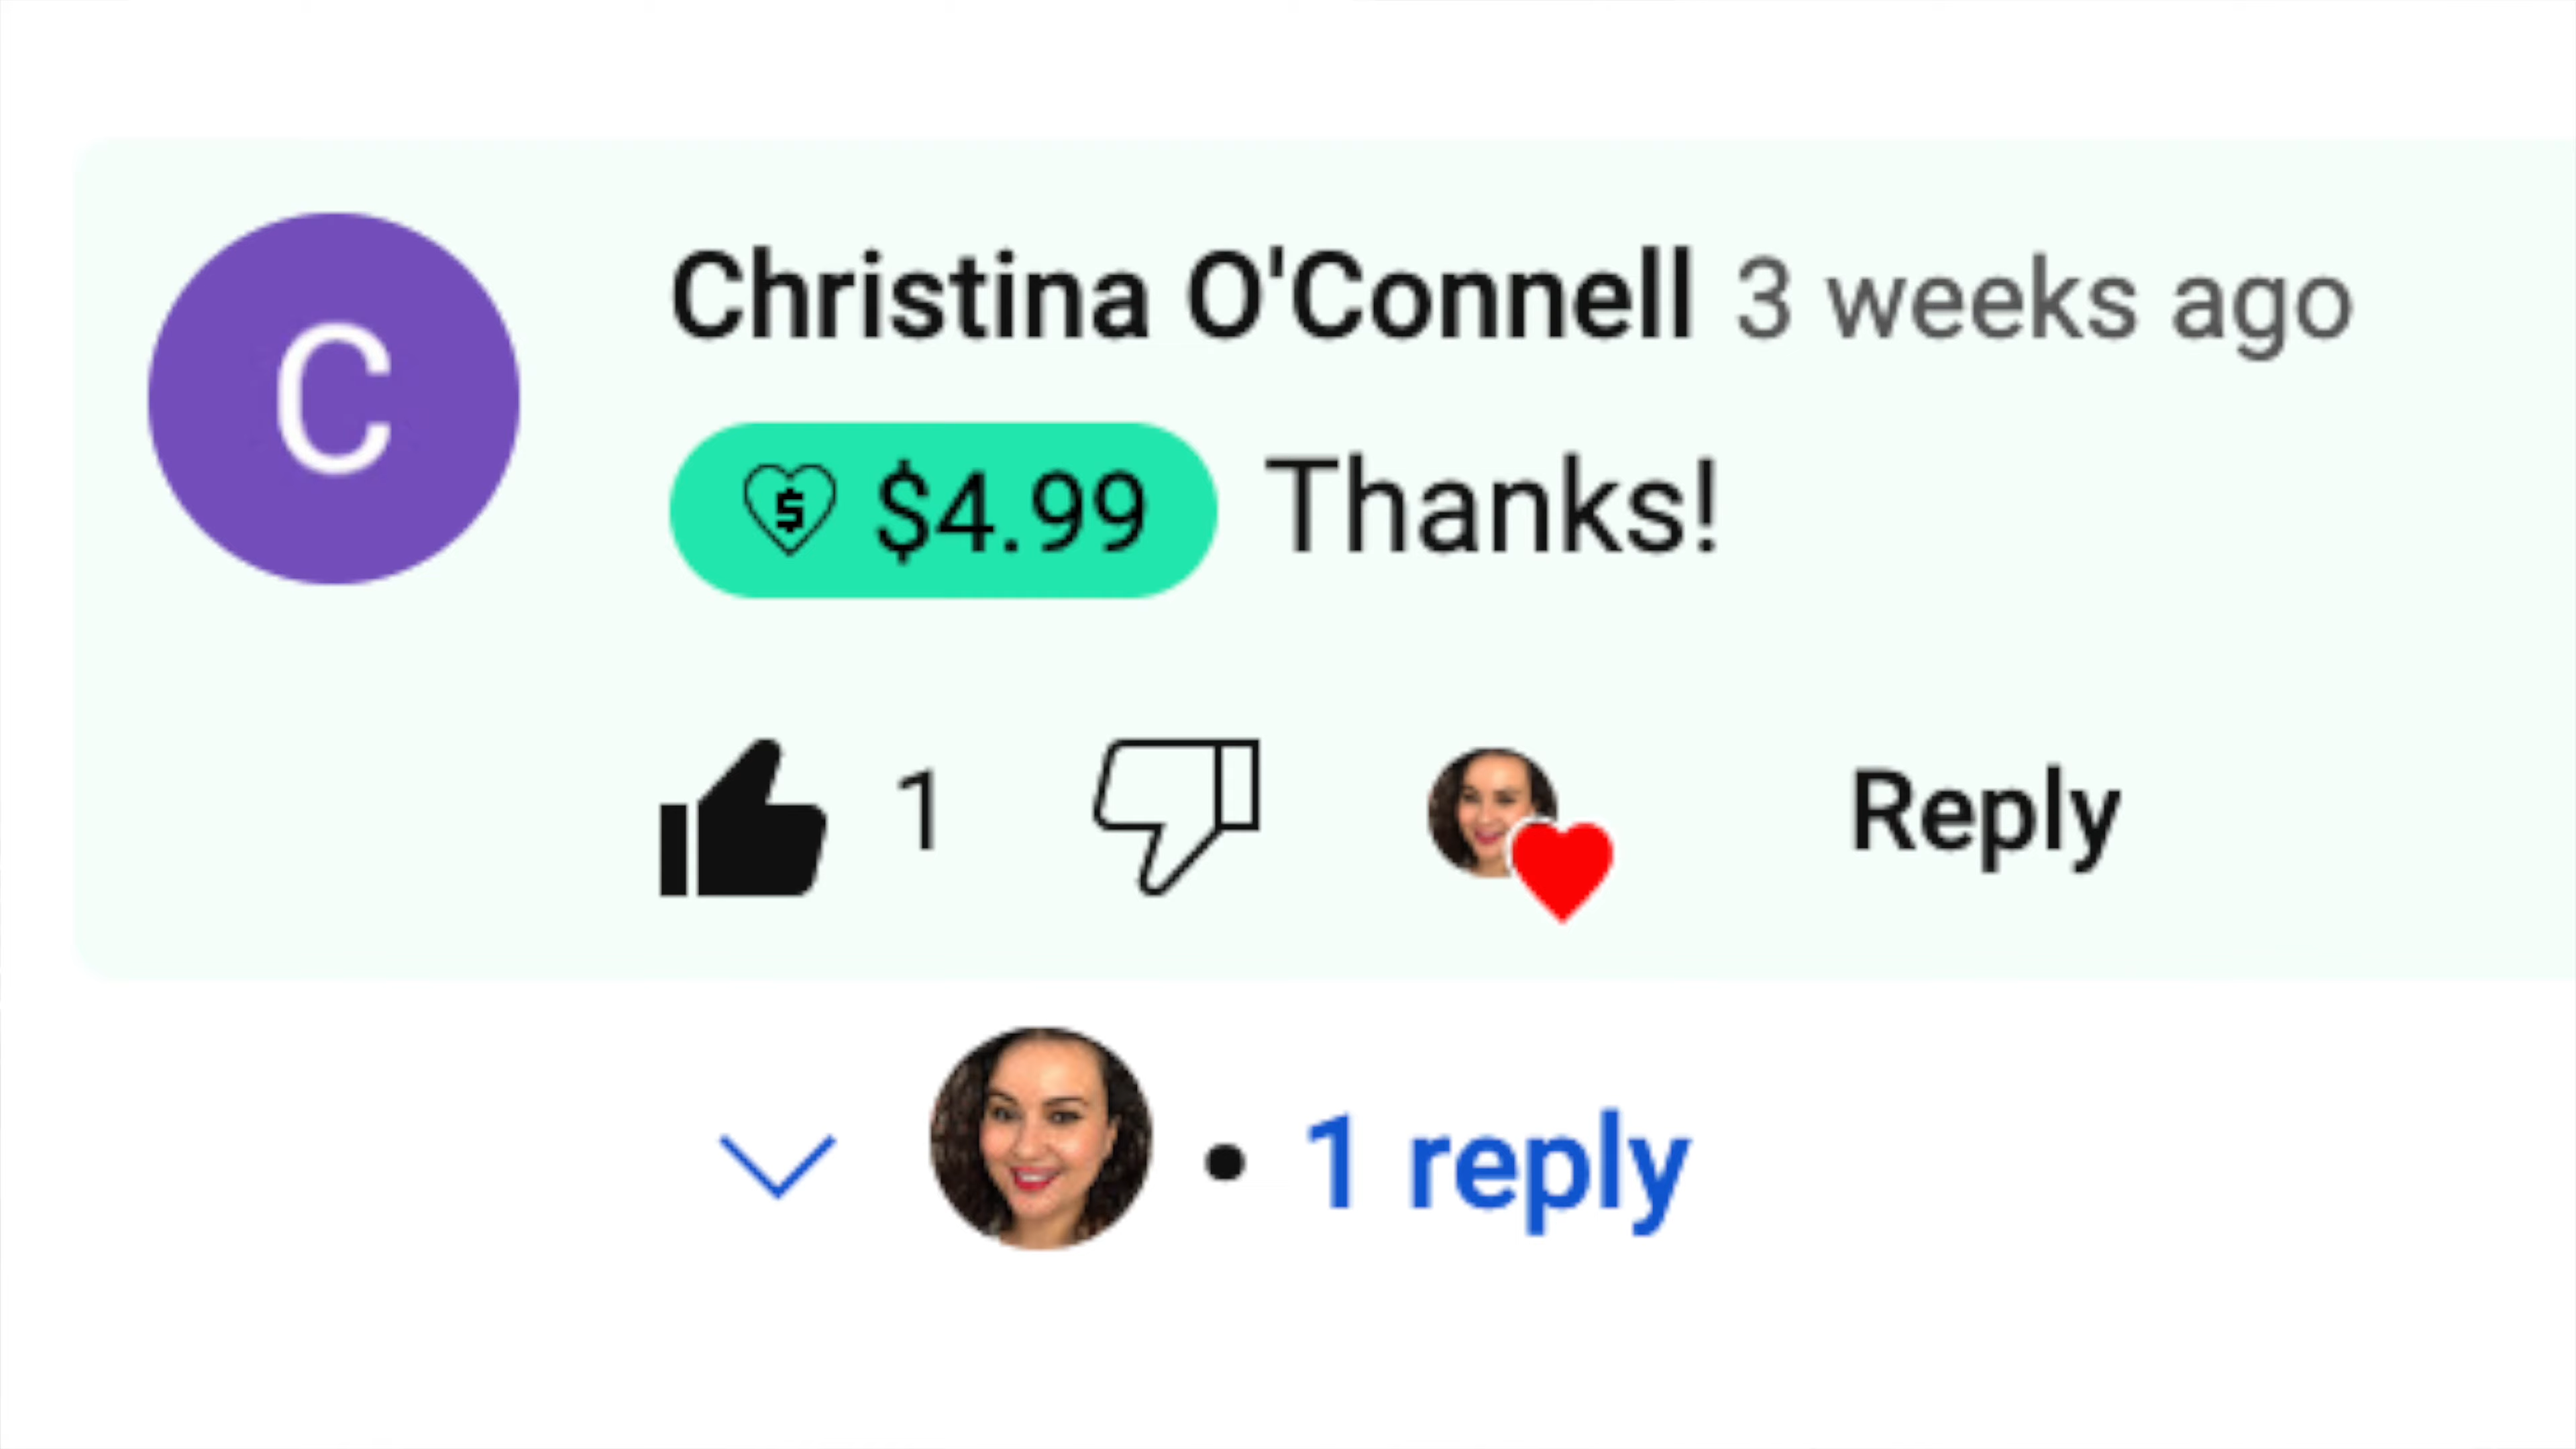 C
Christina O'Connell 3 weeks ago
$4.99 Thanks!
1 Reply
• 1 reply